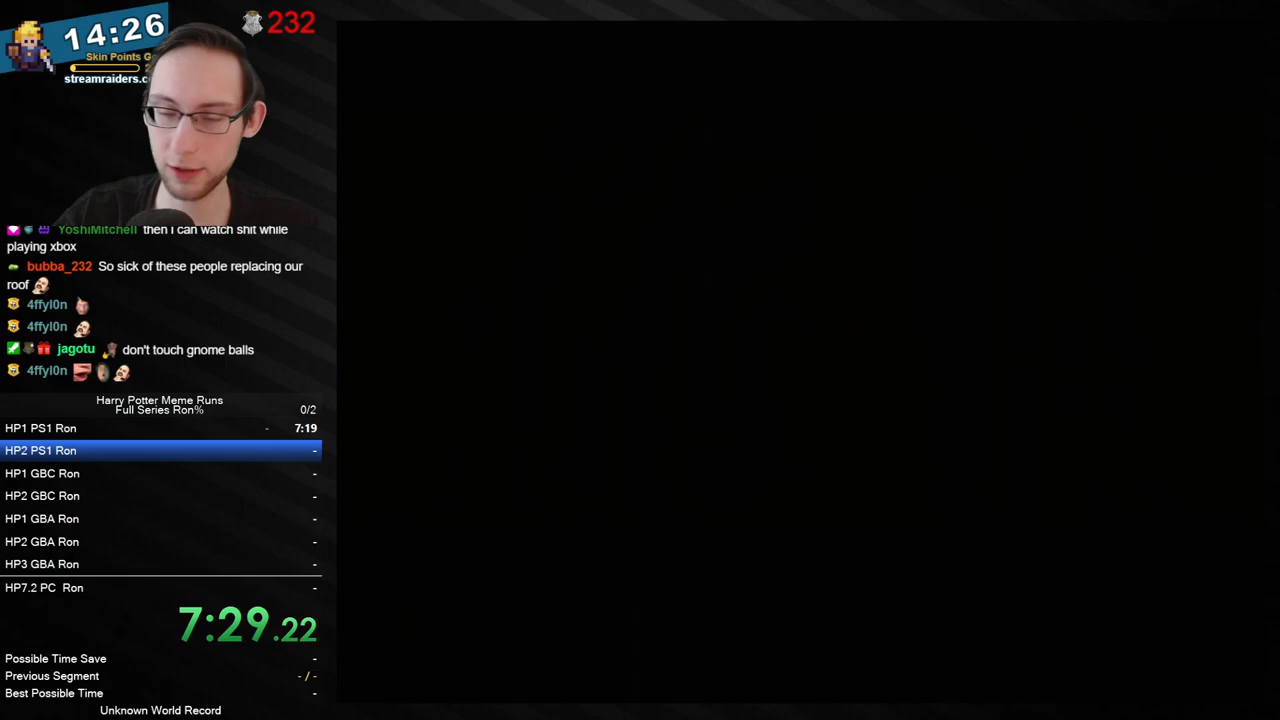 14:26
232
Skin Points G
streamraiders.c
YoshiMitchell then i can watch shit while
playing xbox
bubba_232 So sick of these people replacing our
roof
4ffyl0n
4ffyl0n
jagotu don't touch gnome balls
4ffyl0n
Harry Potter Meme Runs
Full Series Ron% 0/2
HP1 PS1 Ron - 7:19
HP2 PS1 Ron -
HP1 GBC Ron -
HP2 GBC Ron -
HP1 GBA Ron -
HP2 GBA Ron -
HP3 GBA Ron -
HP7.2 PC Ron -
7:29.22
Possible Time Save -
Previous Segment - / -
Best Possible Time -
Unknown World Record